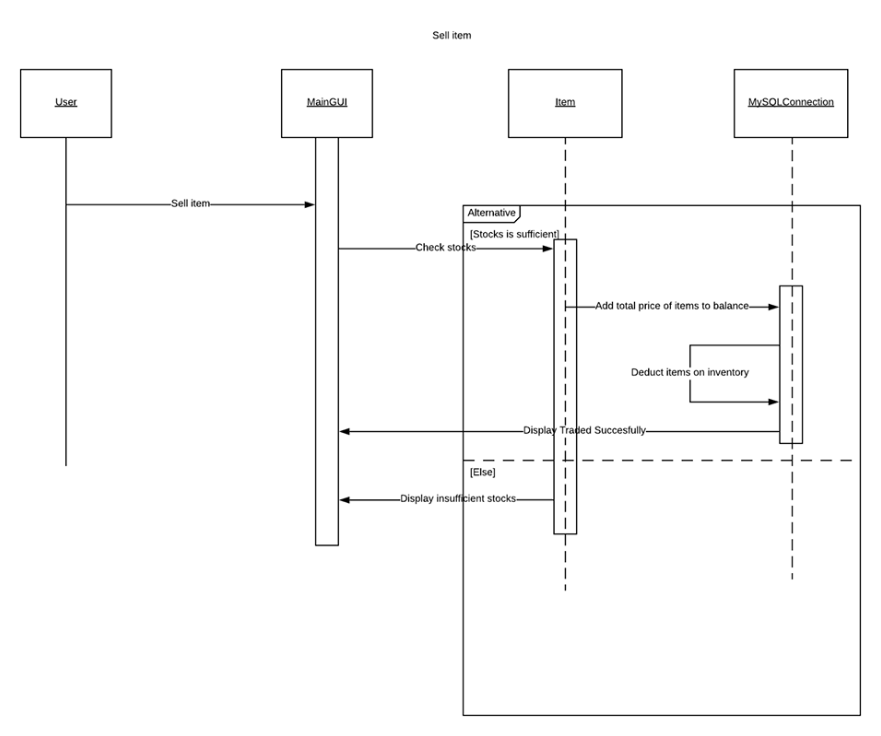 Sell item
User
MainGUI
Item
MySQLConnection
Sell item
Alternative
[Stocks is sufficient]
Check stocks
Add total price of items to balance
Deduct items on inventory
Display Traded Succesfully
[Else]
Display insufficient stocks